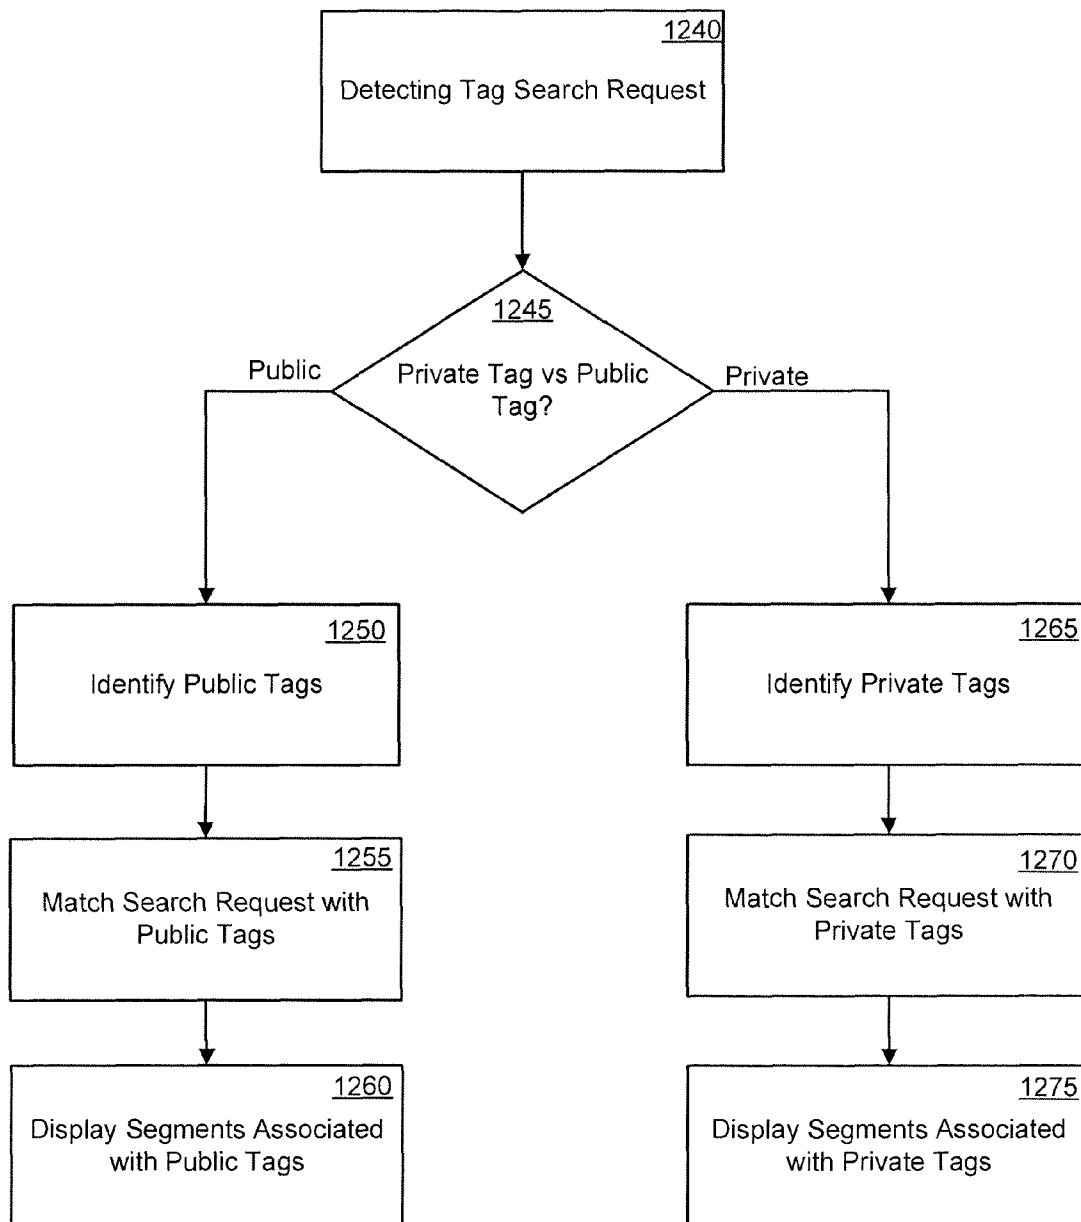 1240
Detecting Tag Search Request
1245
Private Tag vs Public
Tag?
Public
Private
1250
Identify Public Tags
1265
Identify Private Tags
1255
Match Search Request with
Public Tags
1270
Match Search Request with
Private Tags
1260
Display Segments Associated
with Public Tags
1275
Display Segments Associated
with Private Tags